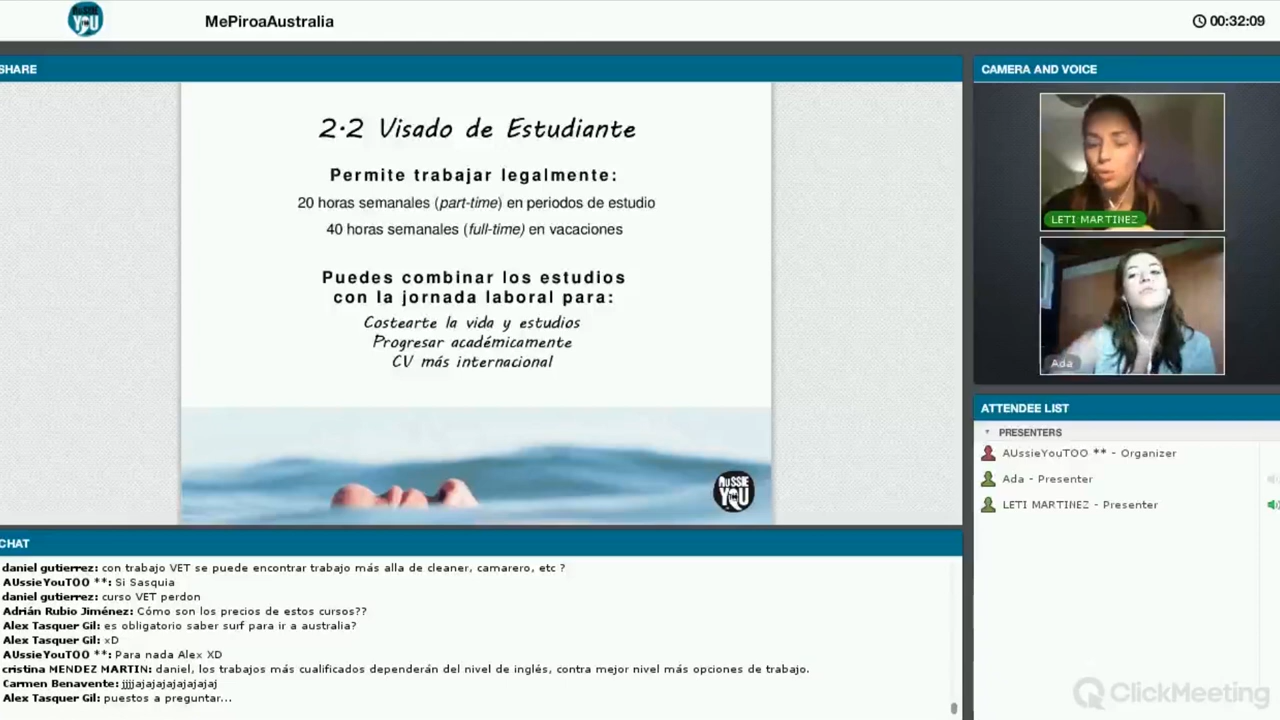 AUSSIE
YOU
MePiroaAustralia
00:32:09
SHARE
2.2 Visado de Estudiante
Permite trabajar legalmente:
20 horas semanales (part-time) en periodos de estudio
40 horas semanales (full-time) en vacaciones
Puedes combinar los estudios
con la jornada laboral para:
Costearte la vida y estudios
Progresar académicamente
CV más internacional
AUSSIE
YOU
CAMERA AND VOICE
LETI MARTINEZ
Ada
ATTENDEE LIST
PRESENTERS
AUssieYouTOO ** - Organizer
Ada - Presenter
LETI MARTINEZ - Presenter
CHAT
daniel gutierrez: con trabajo VET se puede encontrar trabajo más alla de cleaner, camarero, etc ?
AUssieYouTOO **: Si Sasquia
daniel gutierrez: curso VET perdon
Adrián Rubio Jiménez: Cómo son los precios de estos cursos??
Alex Tasquer Gil: es obligatorio saber surf para ir a australia?
Alex Tasquer Gil: xD
AUssieYouTOO **: Para nada Alex XD
cristina MENDEZ MARTIN: daniel, los trabajos más cualificados dependerán del nivel de inglés, contra mejor nivel más opciones de trabajo.
Carmen Benavente: jjjjajajajajajajajaj
Alex Tasquer Gil: puestos a preguntar...
ClickMeeting